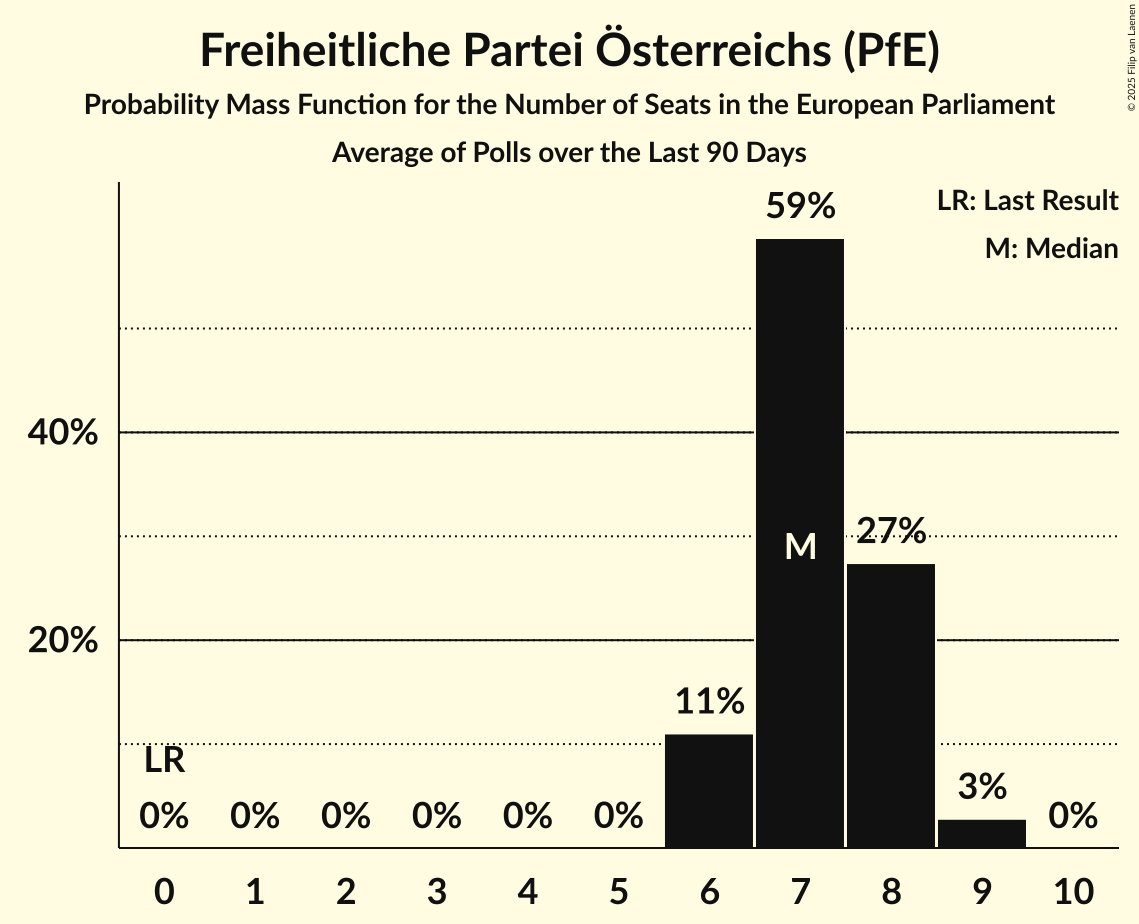 Freiheitliche Partei Österreichs (PfE)
Probability Mass Function for the Number of Seats in the European Parliament
Average of Polls over the Last 90 Days
© 2025 Filip van Laenen
LR: Last Result
M: Median
59%
40%
M
27%
20%
11%
LR
3%
0% 0% 0% 0% 0% 0% 0%
0 1 2 3 4 5 6 7 8 9 10